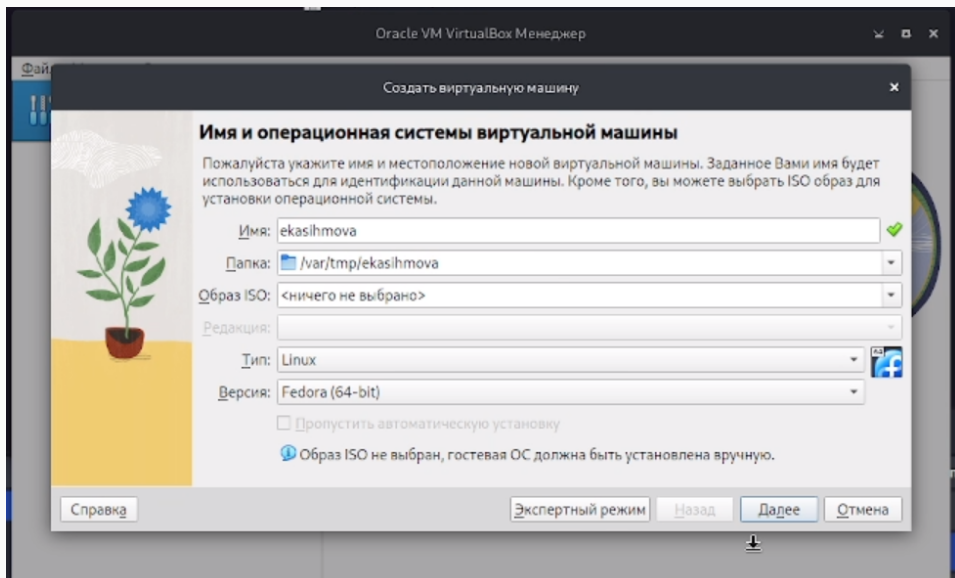 Oracle VM VirtualBox Менеджер
Создать виртуальную машину
Имя и операционная системы виртуальной машины
Пожалуйста укажите имя и местоположение новой виртуальной машины. Заданное Вами имя будет
использоваться для идентификации данной машины. Кроме того, вы можете выбрать ISO образ для
установки операционной системы.
Имя: ekasihmova
Папка: /var/tmp/ekasihmova
Образ ISO: <ничего не выбрано>
Редакция:
Тип: Linux
Версия: Fedora (64-bit)
Пропустить автоматическую установку
Образ ISO не выбран, гостевая ОС должна быть установлена вручную.
Справка Экспертный режим Назад Далее Отмена